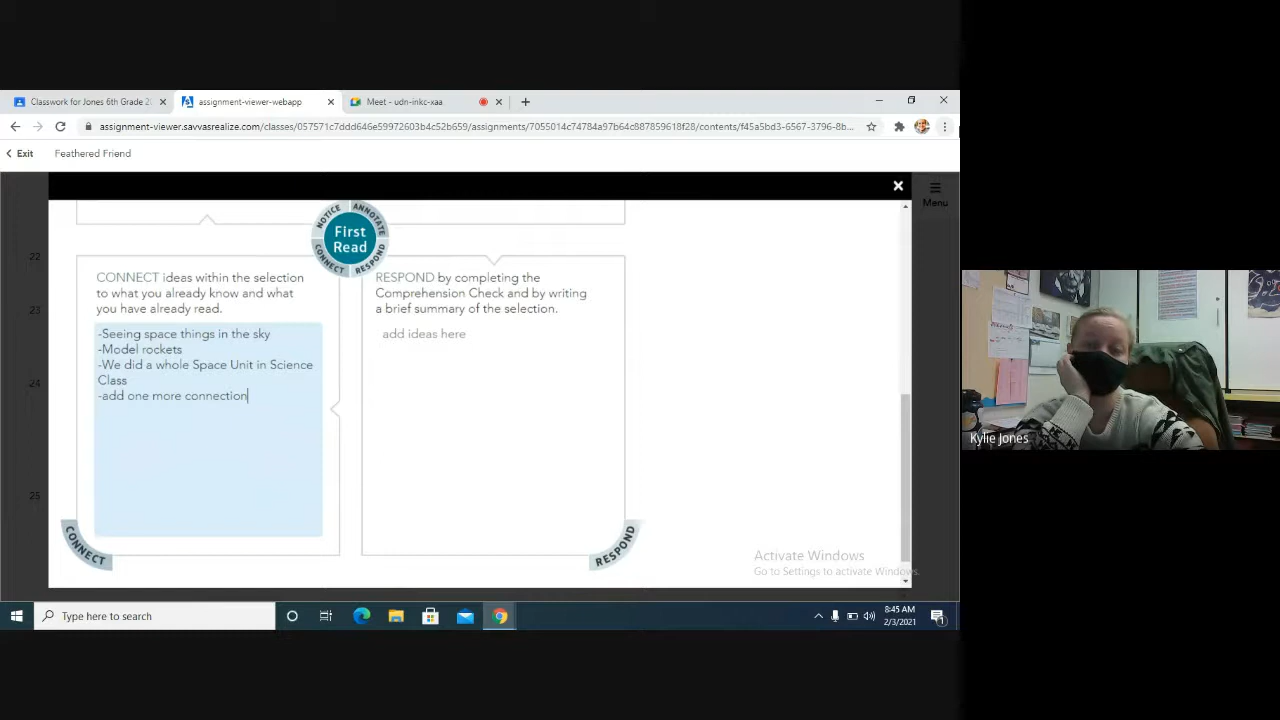 Classwork for Jones 6th Grade 2
assignment-viewer-webapp
Meet - udn-inkc-xaa
assignment-viewer.savvasrealize.com/classes/057571c7ddd646e59972603b4c52b659/assignments/7055014c74784a97b64c887859618f28/contents/f45a5bd3-6567-3796-8b...
Exit
Feathered Friend
Menu
NOTICE
ANNOTATE
CONNECT
RESPOND
First
Read
22
23
24
25
CONNECT ideas within the selection
to what you already know and what
you have already read.
-Seeing space things in the sky
-Model rockets
-We did a whole Space Unit in Science
Class
-add one more connection
CONNECT
RESPOND by completing the
Comprehension Check and by writing
a brief summary of the selection.
add ideas here
RESPOND
Activate Windows
Go to Settings to activate Windows.
Type here to search
8:45 AM
2/3/2021
1
Kylie Jones